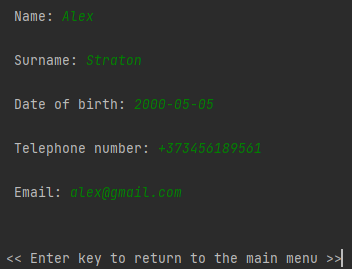 Name: Alex
Surname: Straton
Date of birth: 2000-05-05
Telephone number: +373456189561
Email: alex@gmail.com
<< Enter key to return to the main menu >>